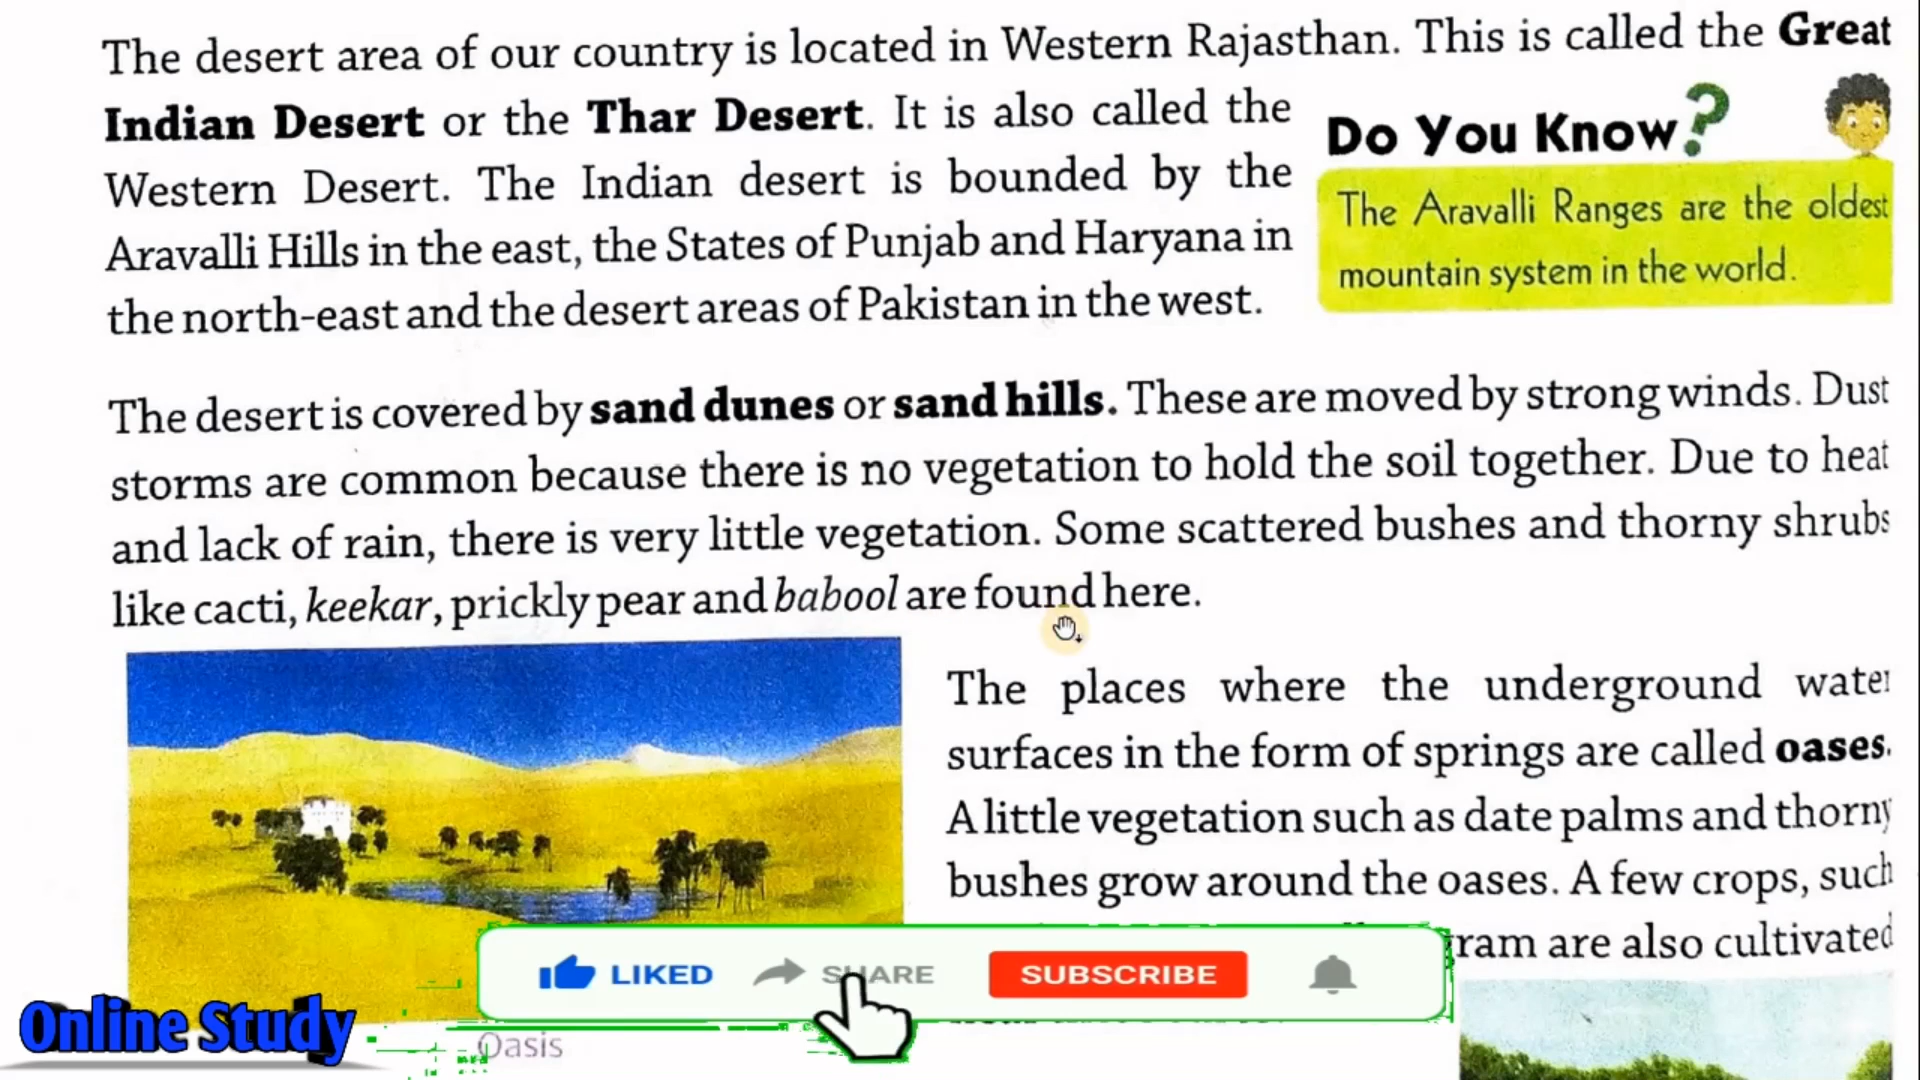 The desert area of our country is located in Western Rajasthan. This is called the Great
Indian Desert or the Thar Desert. It is also called the
Western Desert. The Indian desert is bounded by the
Aravalli Hills in the east, the States of Punjab and Haryana in
the north-east and the desert areas of Pakistan in the west.
Do You Know?
The Aravalli Ranges are the oldest
mountain system in the world.
The desert is covered by sand dunes or sand hills. These are moved by strong winds. Dust
storms are common because there is no vegetation to hold the soil together. Due to heat
and lack of rain, there is very little vegetation. Some scattered bushes and thorny shrubs
like cacti, keekar, prickly pear and babool are found here.
The places where the underground water
surfaces in the form of springs are called oases.
A little vegetation such as date palms and thorny
bushes grow around the oases. A few crops, such
are also cultivated
Oasis
LIKED
SHARE
SUBSCRIBE
Online Study